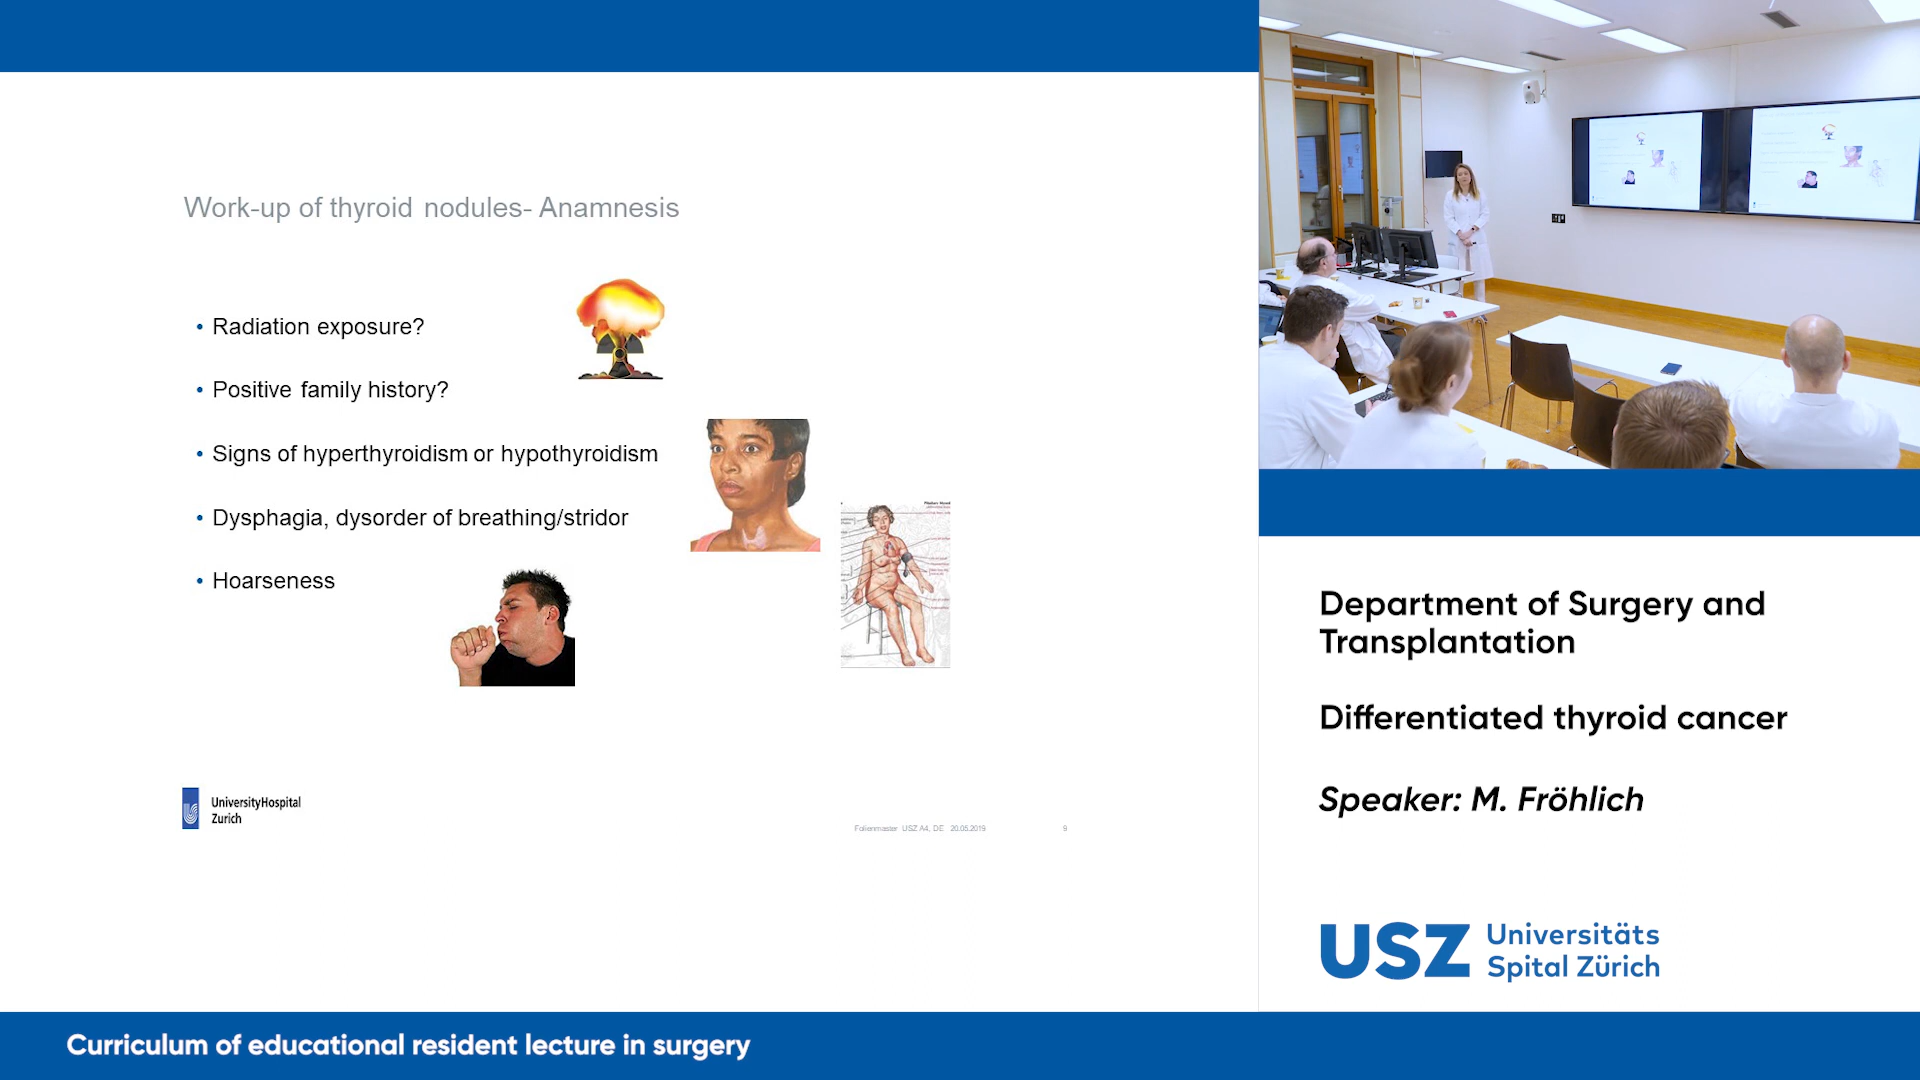 Work-up of thyroid nodules- Anamnesis
• Radiation exposure?
• Positive family history?
• Signs of hyperthyroidism or hypothyroidism
• Dysphagia, dysorder of breathing/stridor
• Hoarseness
UniversityHospital
Zurich
Folienmaster USZ A4, DE 20.05.2019 9
Department of Surgery and
Transplantation
Differentiated thyroid cancer
Speaker: M. Fröhlich
USZ Universitäts
Spital Zürich
Curriculum of educational resident lecture in surgery